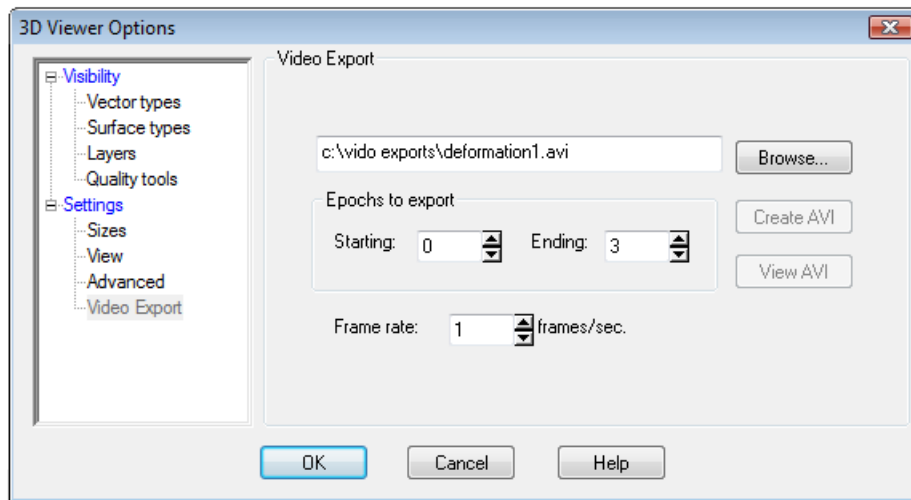 3D Viewer Options
Visibility
Vector types
Surface types
Layers
Quality tools
Settings
Sizes
View
Advanced
Video Export
Video Export
c:\vido exports\deformation1.avi
Browse...
Epochs to export
Starting: 0 Ending: 3
Create AVI
View AVI
Frame rate: 1 frames/sec.
OK Cancel Help